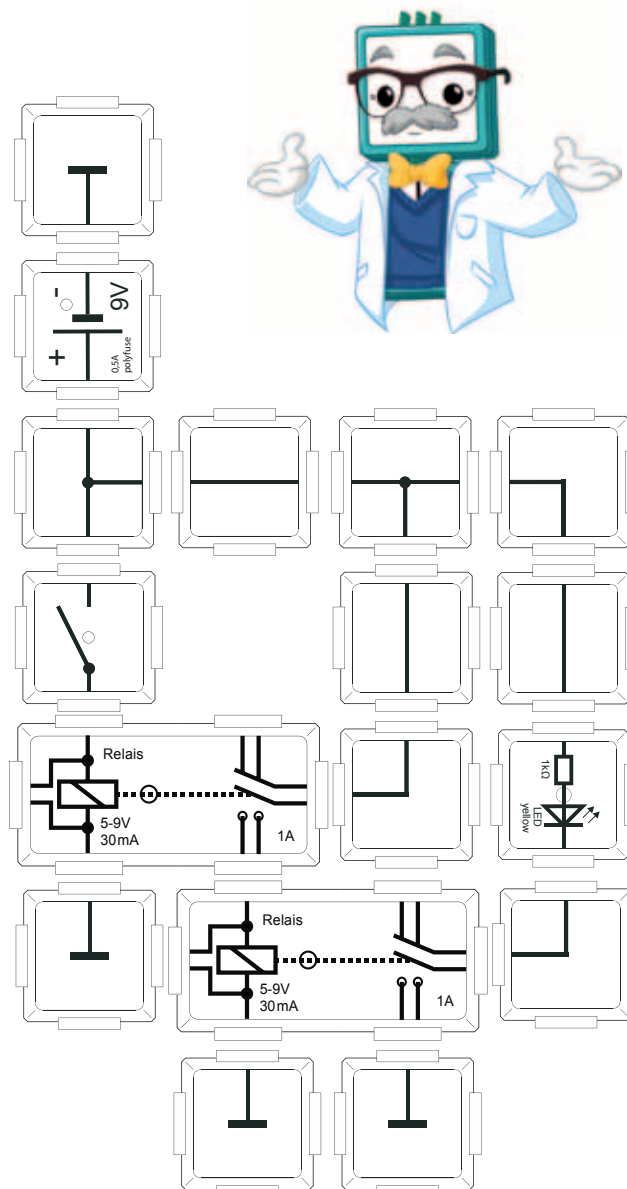 -
9V
+
0,5A
polyfuse
Relais
5-9V
30mA
1A
1kΩ
LED
yellow
Relais
5-9V
30mA
1A